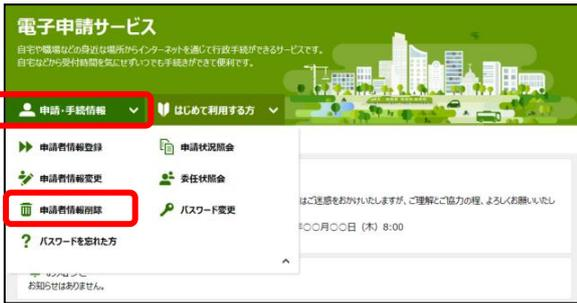 電子申請サービス
自宅や職場などの身近な場所からインターネットを通じて行政手続ができるサービスです。
自宅などから受付時間を気にせずいつでも手続きができて便利です。
申請・手続情報
はじめて利用する方
申請者情報登録
申請状況照会
申請者情報変更
委任状照会
申請者情報削除
パスワード変更
パスワードを忘れた方
はご迷惑をおかけいたしますが、ご理解とご協力の程、よろしくお願いいたし
年○○月○○日（木）8:00
お知らせ
お知らせはありません。